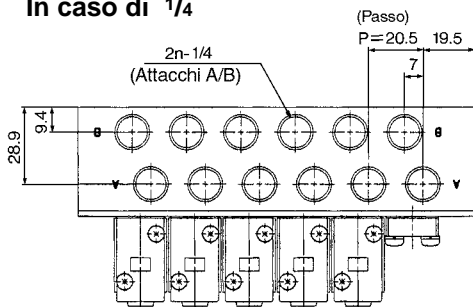 In caso di 1/4
(Passo)
P=20.5 19.5
7
2n-1/4
(Attacchi A/B)
9.4
28.9
B B
A A